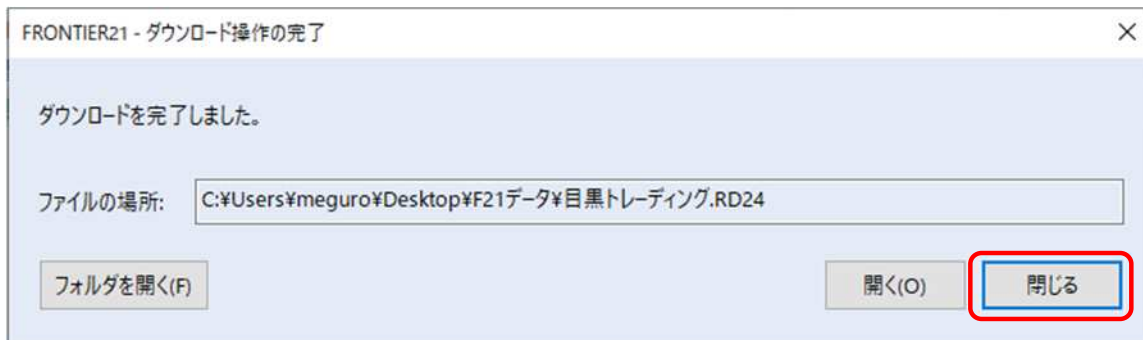 FRONTIER21 - ダウンロード操作の完了
ダウンロードを完了しました。
ファイルの場所: C:¥Users¥meguro¥Desktop¥F21データ¥目黒トレーディング.RD24
フォルダを開く(F) 開く(O) 閉じる